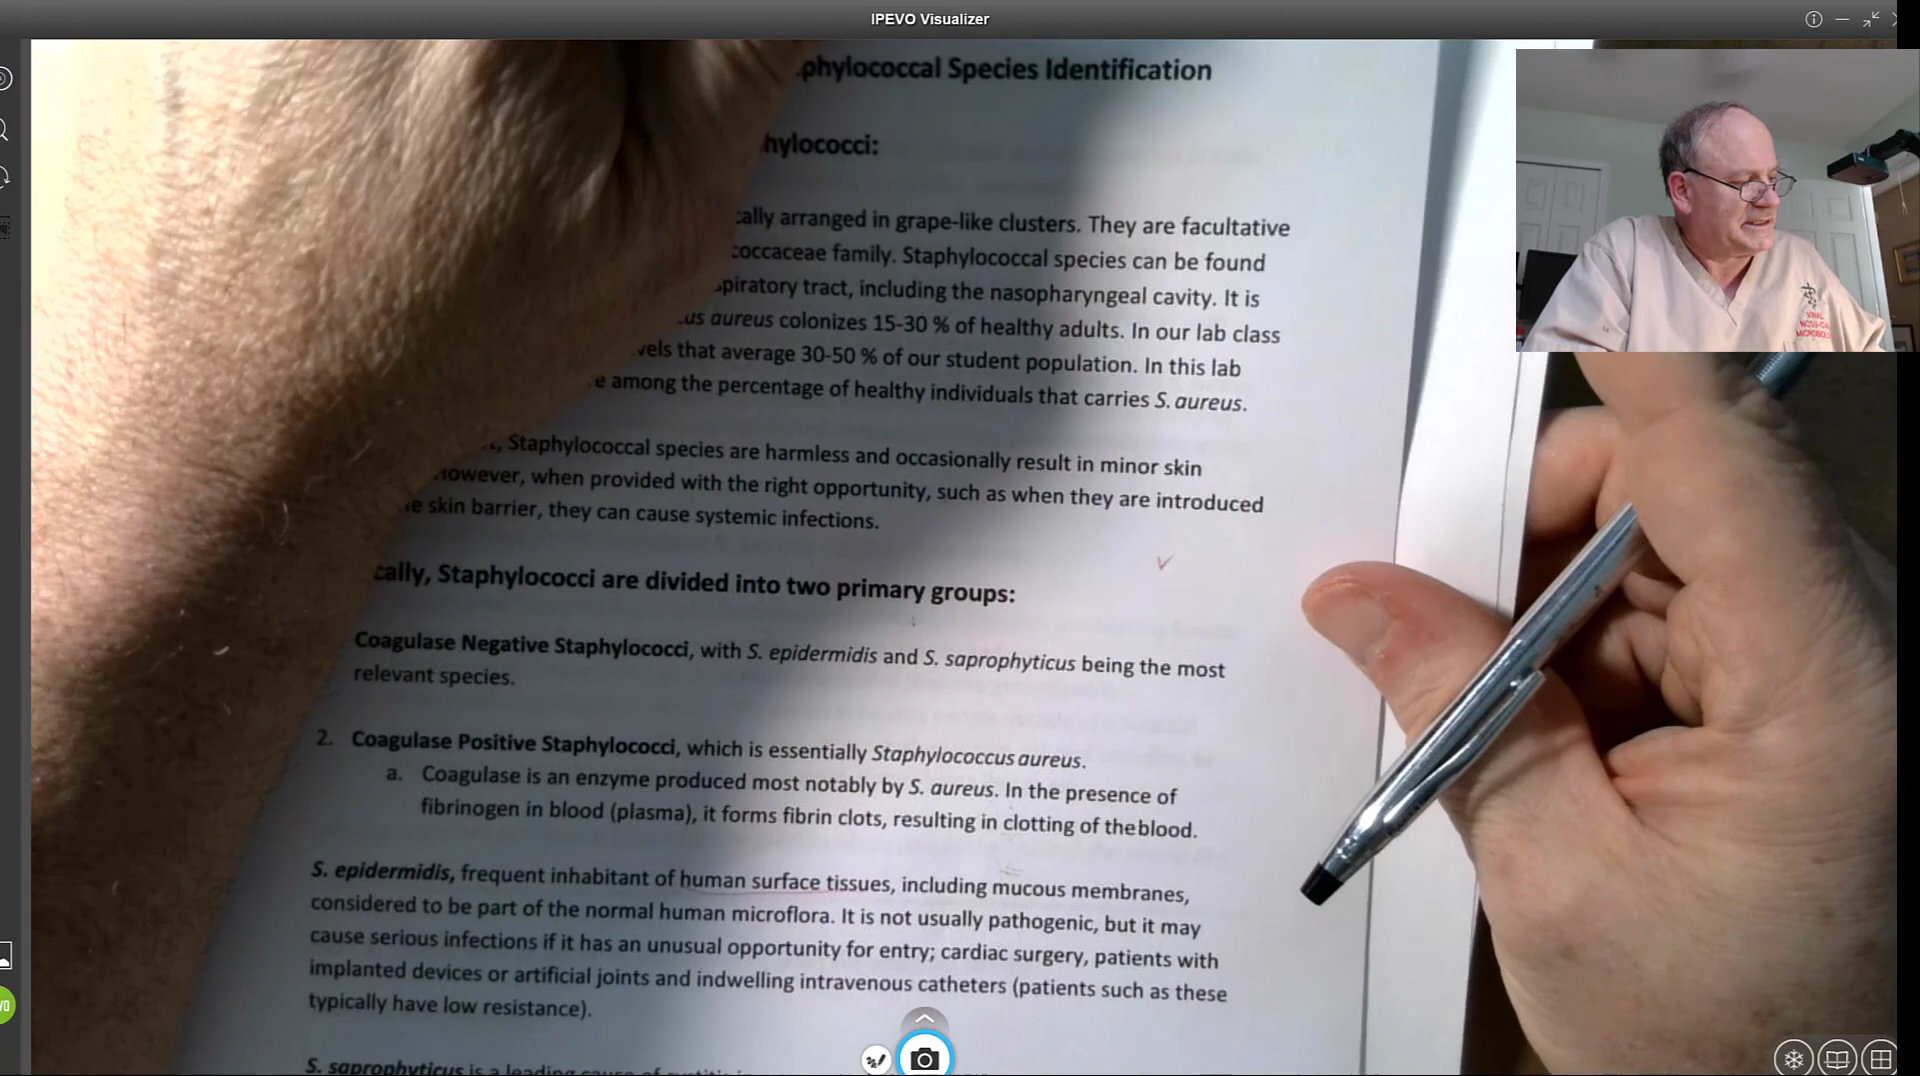 IPEVO Visualizer
phylococcal Species Identification
hylococci:
cally arranged in grape-like clusters. They are facultative
coccaceae family. Staphylococcal species can be found
piratory tract, including the nasopharyngeal cavity. It is
us aureus colonizes 15-30 % of healthy adults. In our lab class
vels that average 30-50 % of our student population. In this lab
e among the percentage of healthy individuals that carries S. aureus.
, Staphylococcal species are harmless and occasionally result in minor skin
However, when provided with the right opportunity, such as when they are introduced
e skin barrier, they can cause systemic infections.
cally, Staphylococci are divided into two primary groups:
Coagulase Negative Staphylococci, with S. epidermidis and S. saprophyticus being the most
relevant species.
2. Coagulase Positive Staphylococci, which is essentially Staphylococcus aureus.
a. Coagulase is an enzyme produced most notably by S. aureus. In the presence of
fibrinogen in blood (plasma), it forms fibrin clots, resulting in clotting of theblood.
S. epidermidis, frequent inhabitant of human surface tissues, including mucous membranes,
considered to be part of the normal human microflora. It is not usually pathogenic, but it may
cause serious infections if it has an unusual opportunity for entry; cardiac surgery, patients with
implanted devices or artificial joints and indwelling intravenous catheters (patients such as these
typically have low resistance).
S. saprophyticus is a leading cause of